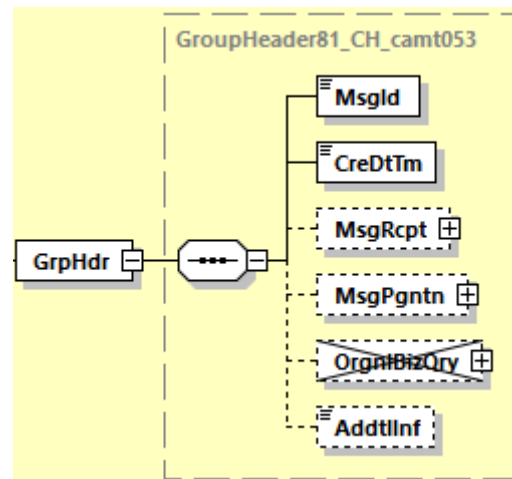 GroupHeader81_CH_camt053
MsgId
CreDtTm
MsgRcpt
GrpHdr
MsgPgntn
OrgnlBizQry
AddtlInf